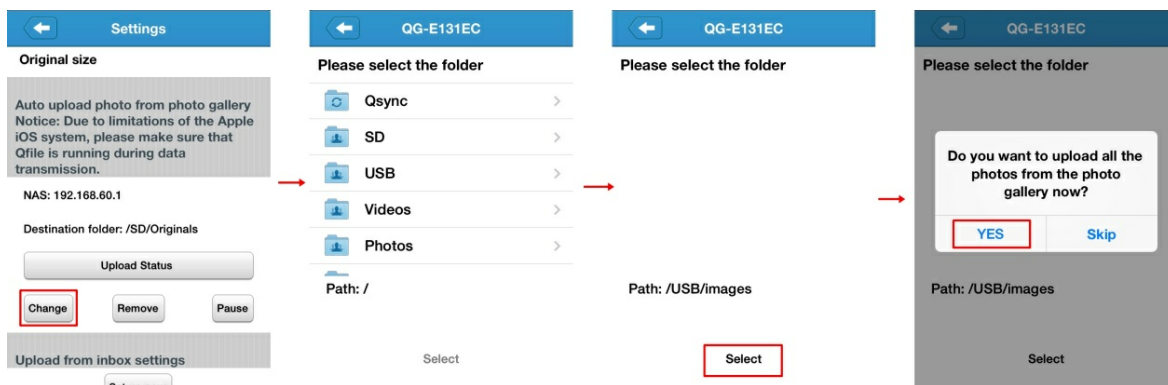 Settings
Original size
Auto upload photo from photo gallery
Notice: Due to limitations of the Apple
iOS system, please make sure that
Qfile is running during data
transmission.
NAS: 192.168.60.1
Destination folder: /SD/Originals
Upload Status
Change
Remove
Pause
Upload from inbox settings
QG-E131EC
Please select the folder
Qsync
SD
USB
Videos
Photos
Path: /
Select
QG-E131EC
Please select the folder
Path: /USB/images
Select
QG-E131EC
Please select the folder
Do you want to upload all the
photos from the photo
gallery now?
YES
Skip
Path: /USB/images
Select